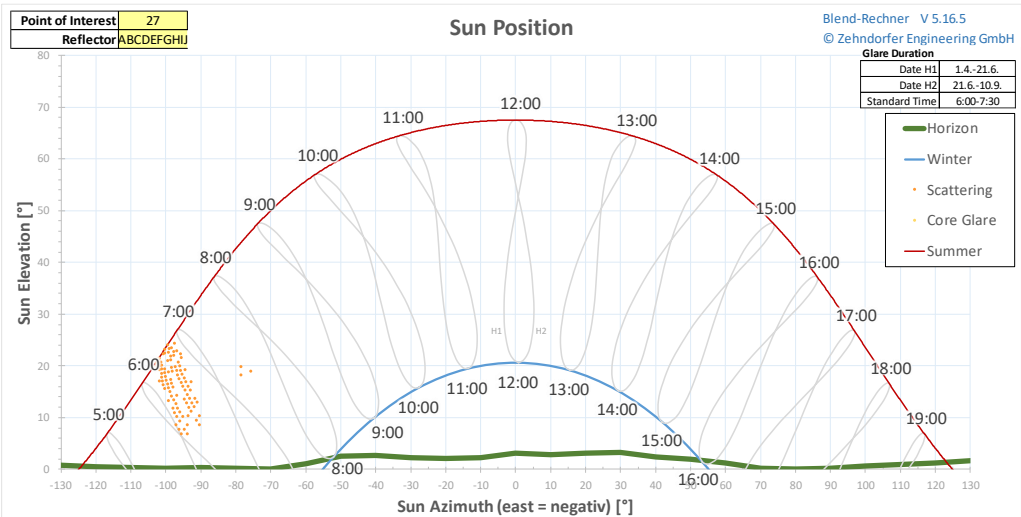 Point of Interest 27
Reflector ABCDEFGHIJ
Sun Position
Blend-Rechner V 5.16.5
© Zehndorfer Engineering GmbH
Glare Duration
Date H1 1.4.-21.6.
Date H2 21.6.-10.9.
Standard Time 6:00-7:30
Horizon
Winter
Scattering
Core Glare
Summer
Sun Elevation [°]
80
70
60
50
40
30
20
10
0
12:00
11:00
13:00
10:00
14:00
9:00
15:00
8:00
16:00
7:00
17:00
6:00
18:00
5:00
19:00
H1 H2
11:00
12:00
13:00
10:00
14:00
9:00
15:00
8:00
16:00
-130 -120 -110 -100 -90 -80 -70 -60 -50 -40 -30 -20 -10 0 10 20 30 40 50 60 70 80 90 100 110 120 130
Sun Azimuth (east = negativ) [°]